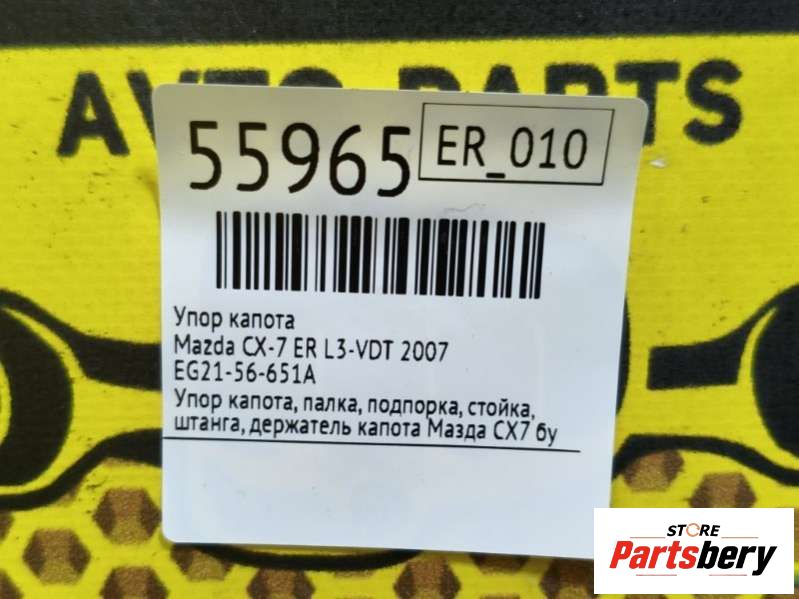 AVTO PARTS
55965
ER_010
Упор капота
Mazda CX-7 ER L3-VDT 2007
EG21-56-651A
Упор капота, палка, подпорка, стойка,
штанга, держатель капота Мазда СХ7 бу
STORE
Partsbery